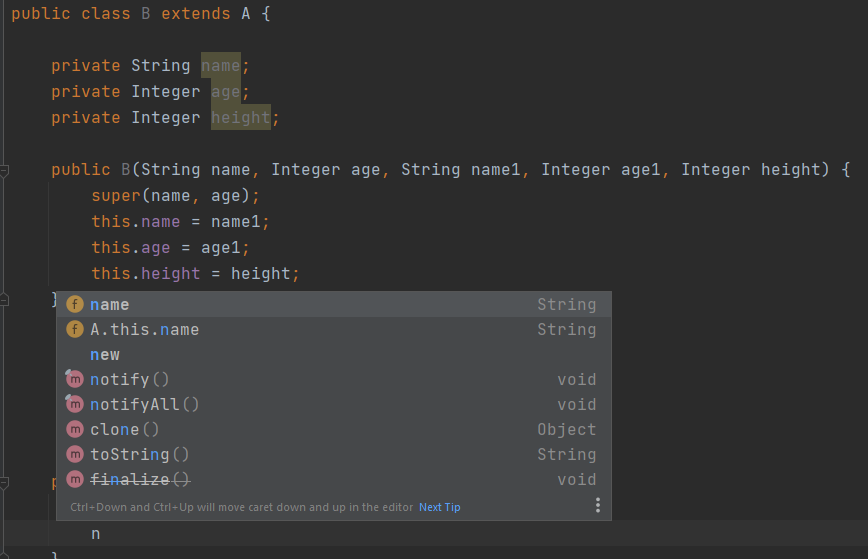 public class B extends A {
private String name;
private Integer age;
private Integer height;
public B(String name, Integer age, String name1, Integer age1, Integer height) {
super(name, age);
this.name = name1;
this.age = age1;
this.height = height;
}
f name String
f A.this.name String
new
m notify() void
m notifyAll() void
m clone() Object
m toString() String
m finalize() void
Ctrl+Down and Ctrl+Up will move caret down and up in the editor Next Tip
n
}